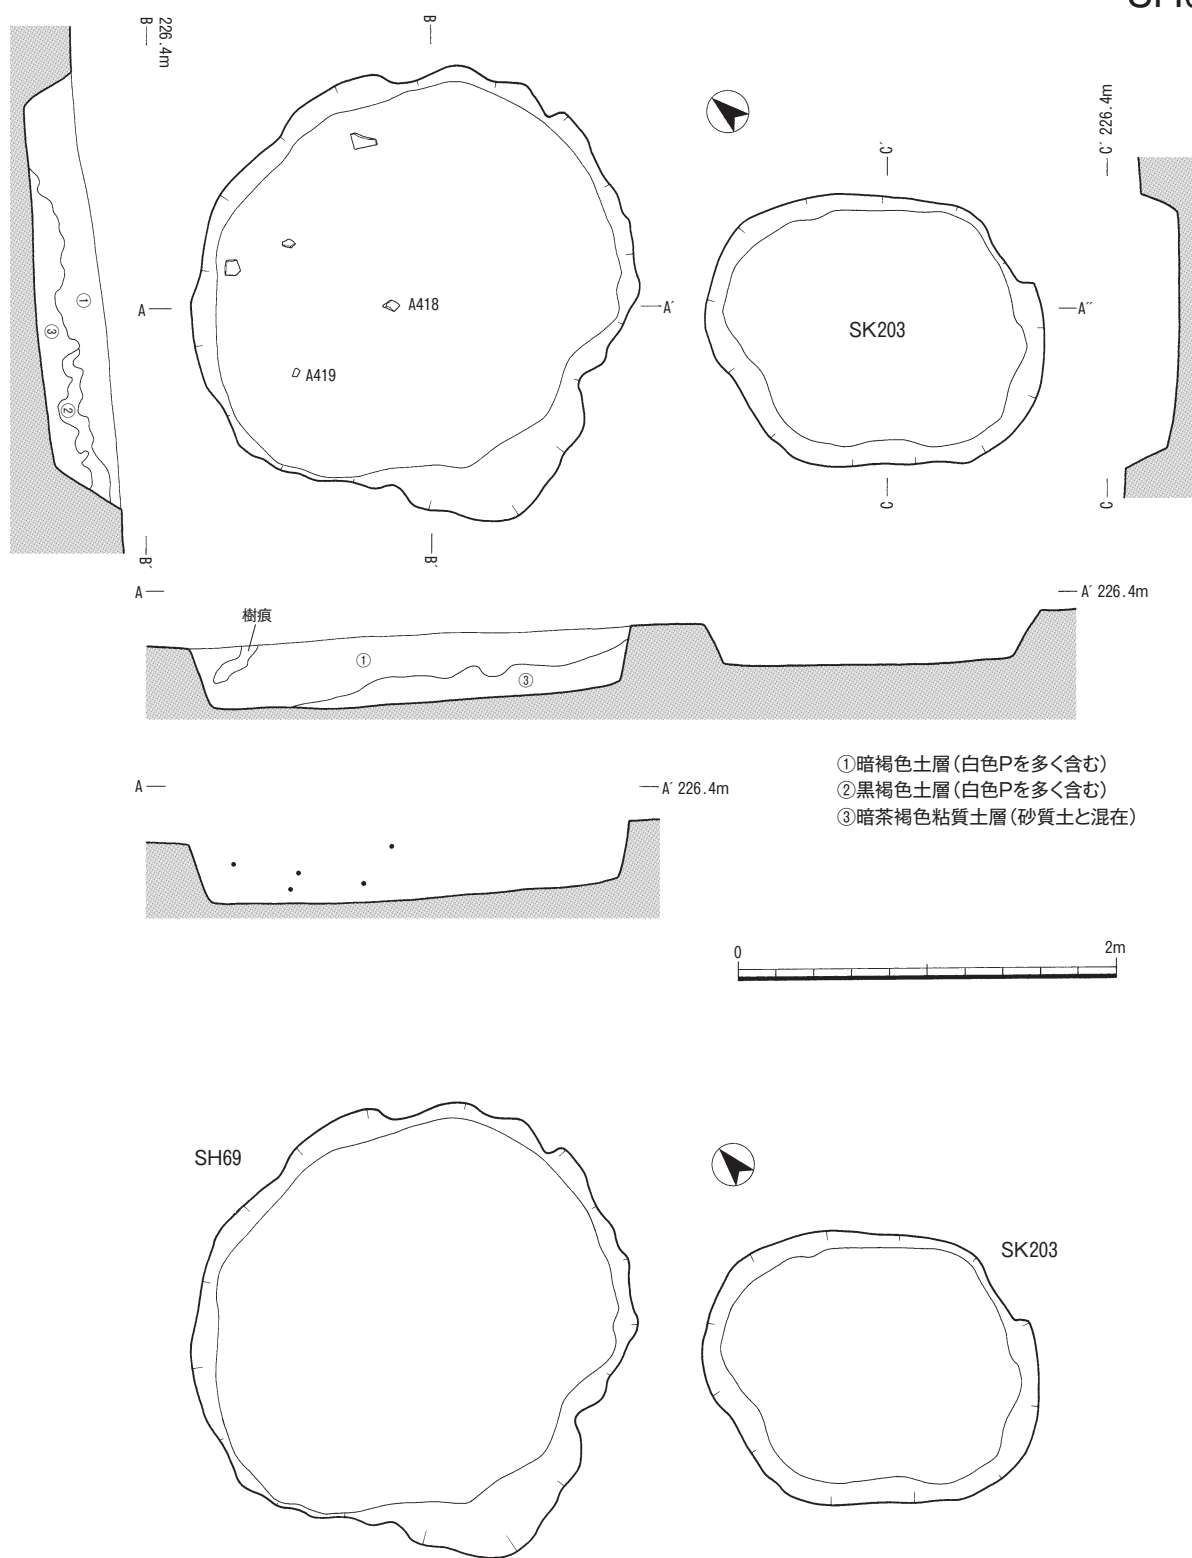 B
226.4m
B
C´ 226.4m
C´
A
A418
A´
SK203
A´´
A419
①
③
②
C
C
B´
B´
A
A´ 226.4m
樹痕
①
③
①暗褐色土層(白色Pを多く含む)
②黒褐色土層(白色Pを多く含む)
③暗茶褐色粘質土層(砂質土と混在)
A
A´ 226.4m
0
2m
SH69
SK203